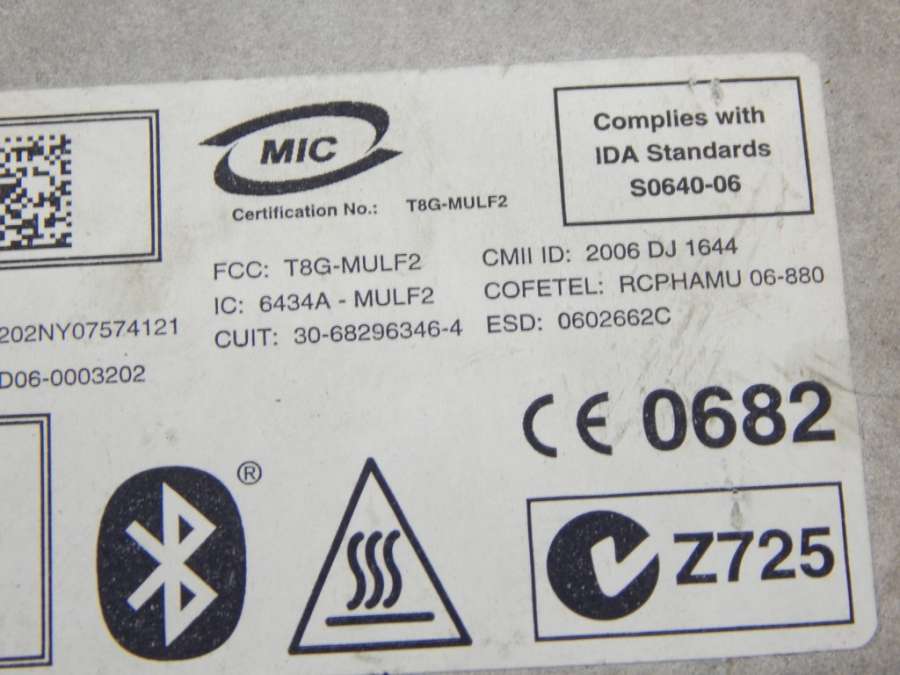 MIC
Certification No.: T8G-MULF2
Complies with
IDA Standards
S0640-06
FCC: T8G-MULF2
IC: 6434A - MULF2
CUIT: 30-68296346-4
CMII ID: 2006 DJ 1644
COFETEL: RCPHAMU 06-880
ESD: 0602662C
202NY07574121
D06-0003202
CE 0682
®
Z725